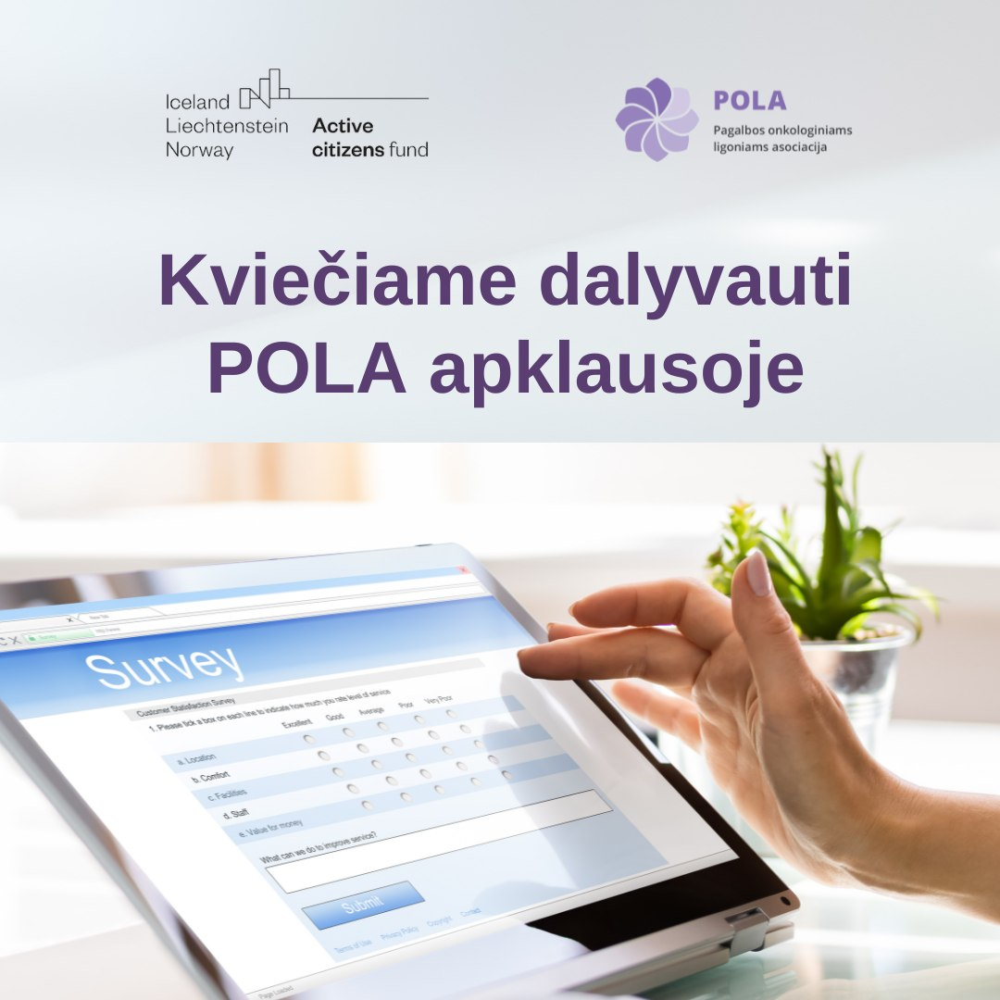 Iceland
Liechtenstein Active
Norway citizens fund
POLA
Pagalbos onkologiniams
ligoniams asociacija
Kviečiame dalyvauti
POLA apklausoje
Survey
Customer Satisfaction Survey
1. Please tick a box on each line to indicate how much you rate level of service
Excellent Good Average Poor Very Poor
a. Location
b. Comfort
c. Facilities
d. Staff
e. Value for money
What can we do to improve service?
Submit
Terms of Use Privacy Policy Copyright Contact
Page Loaded